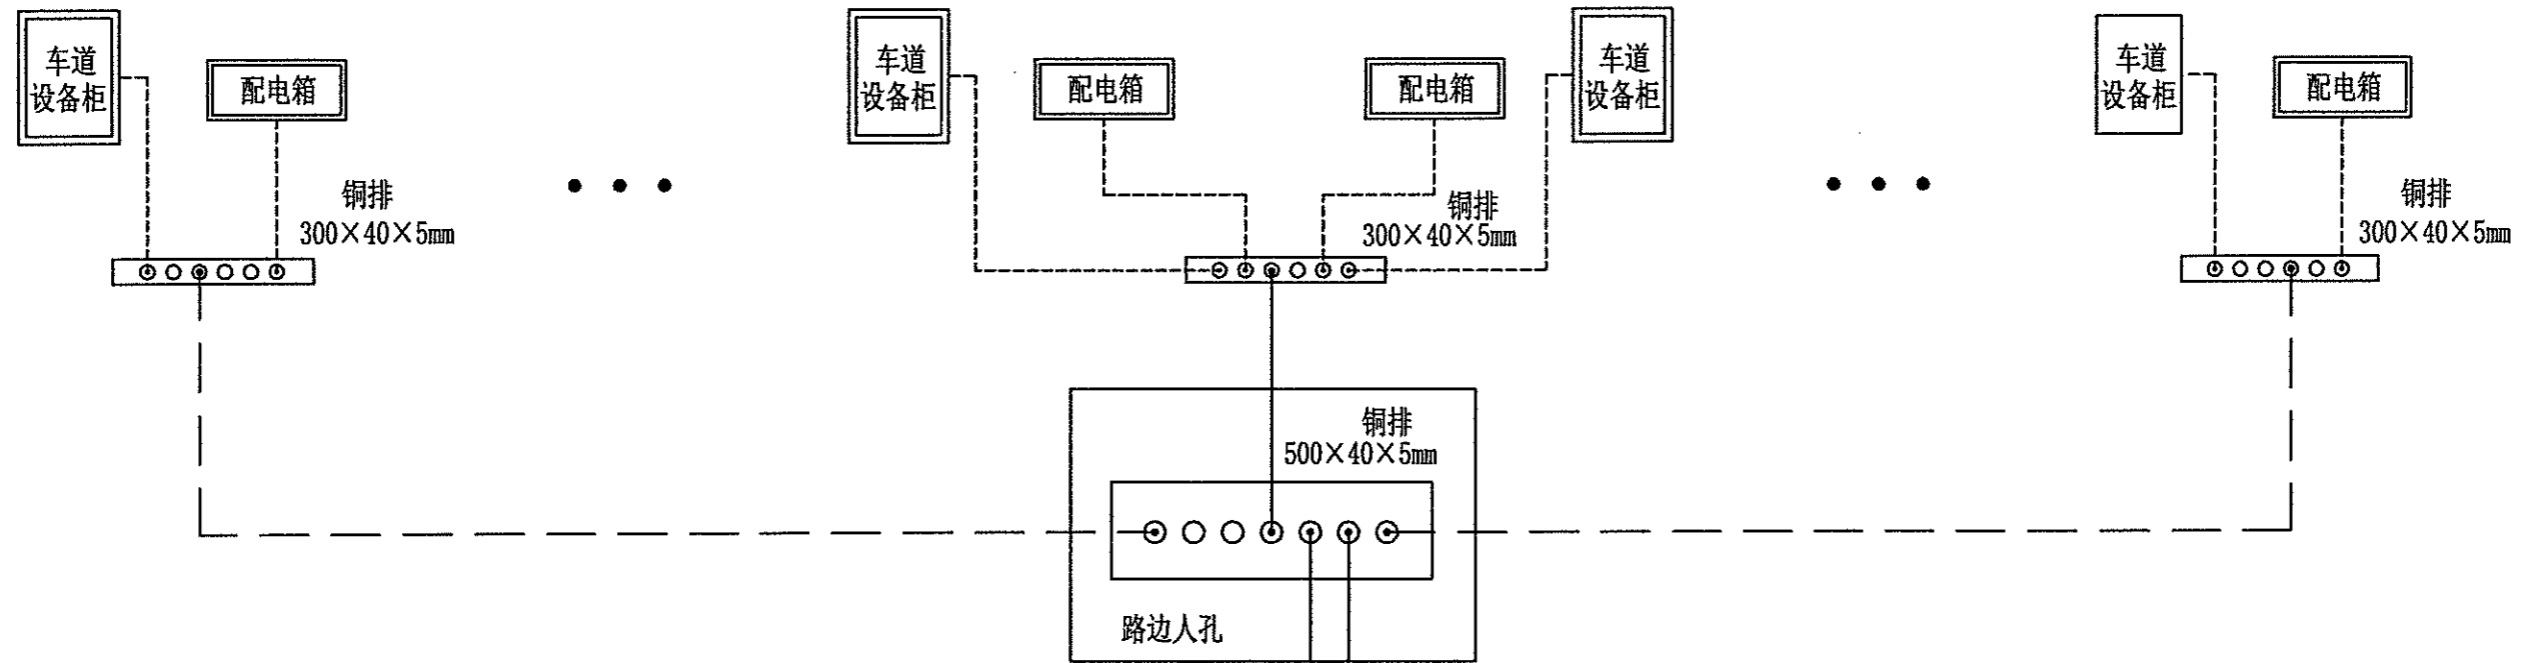 车道
设备柜
配电箱
铜排
300×40×5mm
车道
设备柜
配电箱
配电箱
车道
设备柜
铜排
300×40×5mm
车道
设备柜
配电箱
铜排
300×40×5mm
铜排
500×40×5mm
路边人孔